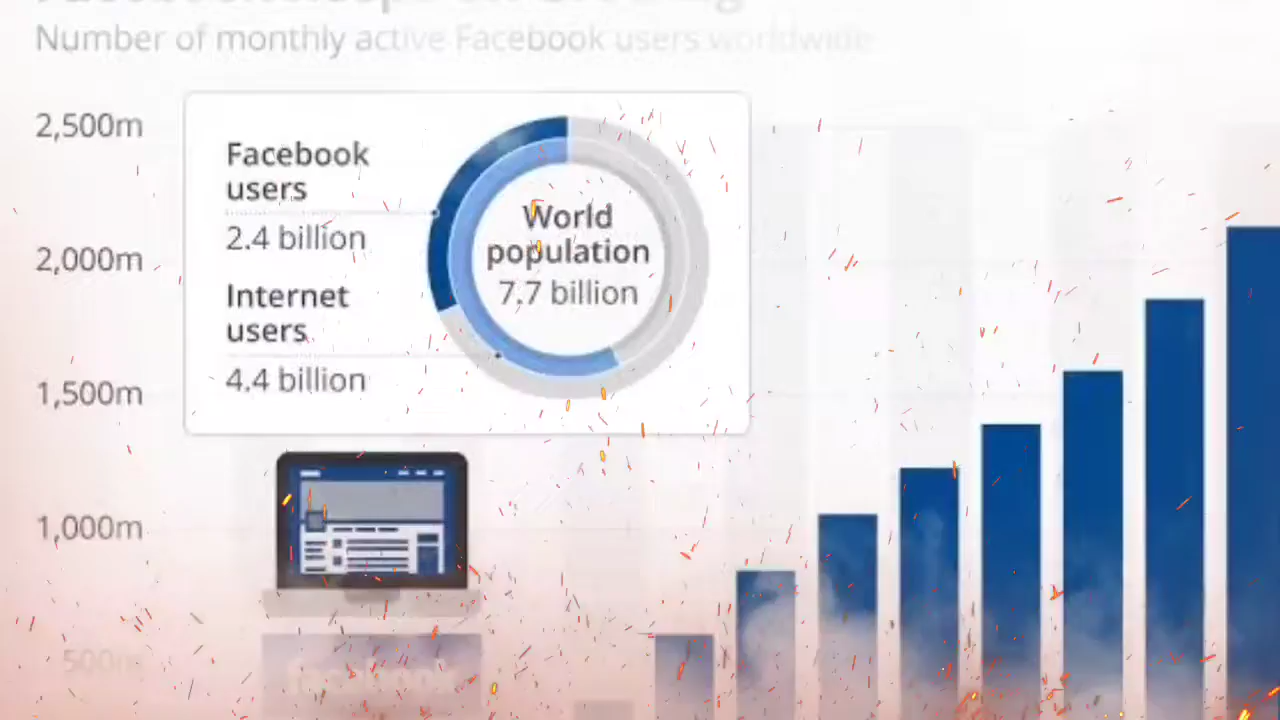 Number of monthly active Facebook users worldwide
2,500m
2,000m
1,500m
1,000m
500m
Facebook
users
2.4 billion
Internet
users
4.4 billion
World
population
7.7 billion
facebook